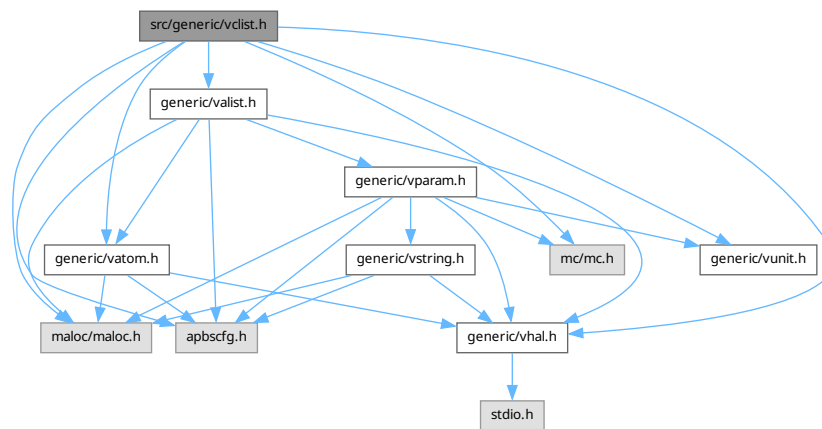 src/generic/vclist.h
generic/valist.h
generic/vparam.h
generic/vatom.h
generic/vstring.h
mc/mc.h
generic/vunit.h
maloc/maloc.h
apbscfg.h
generic/vhal.h
stdio.h